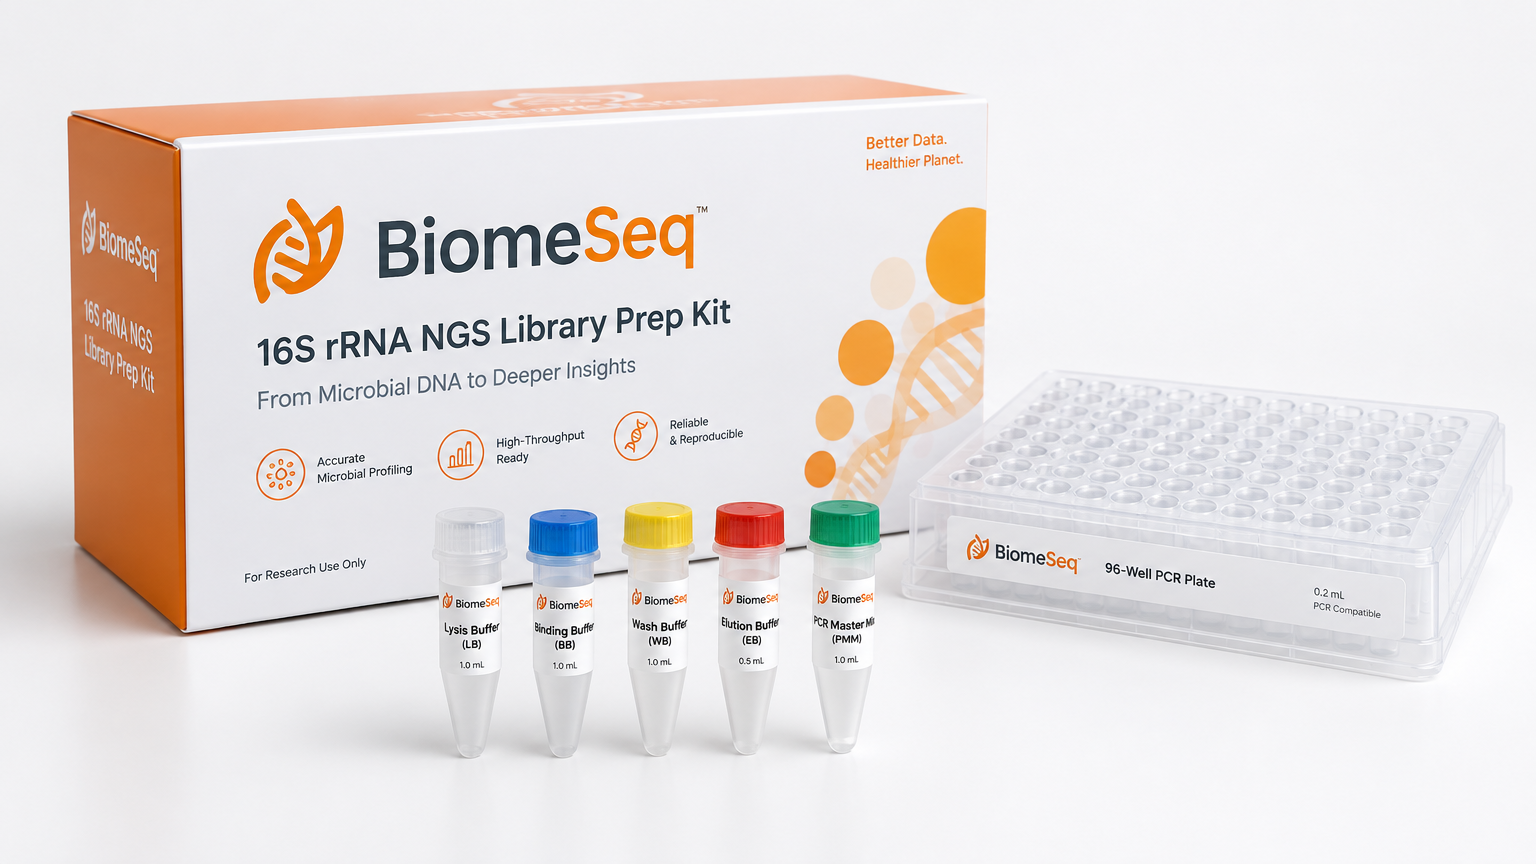 Better Data.
Healthier Planet.
BiomeSeq™
16S rRNA NGS Library Prep Kit
From Microbial DNA to Deeper Insights
Accurate
Microbial Profiling
High-Throughput
Ready
Reliable
& Reproducible
For Research Use Only
BiomeSeq
16S rRNA NGS
Library Prep Kit
BiomeSeq
Lysis Buffer
(LB)
1.0 mL
BiomeSeq
Binding Buffer
(BB)
1.0 mL
BiomeSeq
Wash Buffer
(WB)
1.0 mL
BiomeSeq
Elution Buffer
(EB)
0.5 mL
BiomeSeq
PCR Master Mix
(PMM)
1.0 mL
BiomeSeq
96-Well PCR Plate
0.2 mL
PCR Compatible